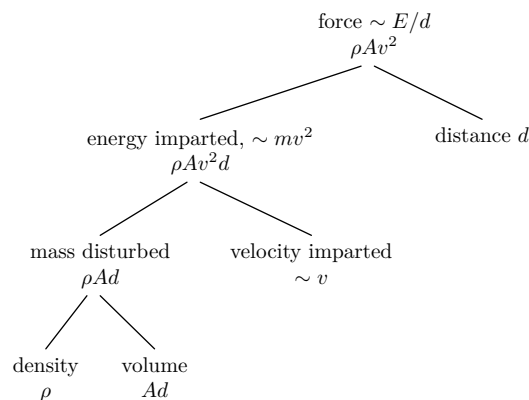 force ∼ E/d
ρAv²
energy imparted, ∼ mv²
ρAv²d
distance d
mass disturbed
ρAd
velocity imparted
∼ v
density
ρ
volume
Ad